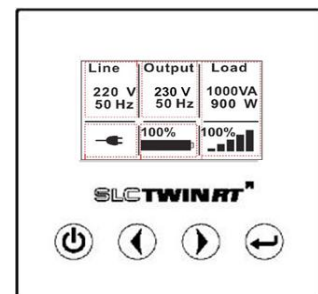 Line Output Load
220 V 230 V 1000VA
50 Hz 50 Hz 900 W
100% 100%
SLCTWINRT"